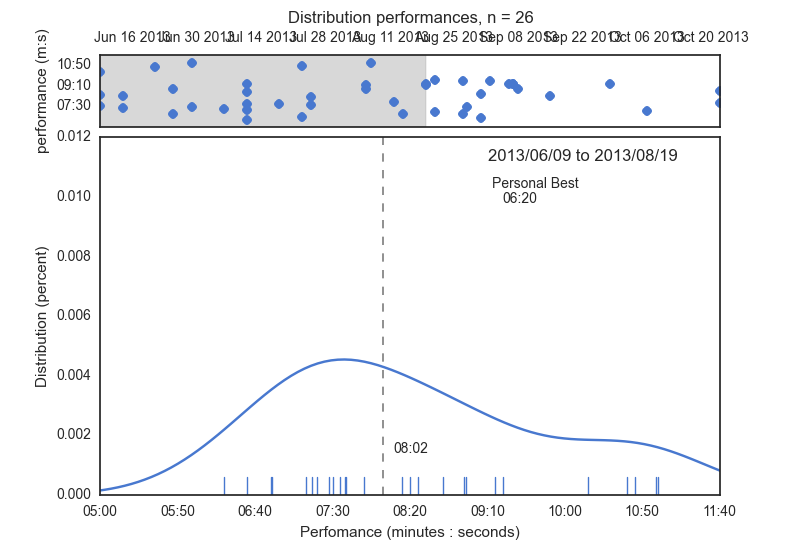 Distribution performances, n = 26
Jun 16 2013 Jun 30 2013 Jul 14 2013 Jul 28 2013 Aug 11 2013 Aug 25 2013 Sep 08 2013 Sep 22 2013 Oct 06 2013 Oct 20 2013
performance (m:s)
10:50
09:10
07:30
0.012
2013/06/09 to 2013/08/19
Personal Best
06:20
0.010
0.008
Distribution (percent)
0.006
0.004
0.002
08:02
0.000
05:00 05:50 06:40 07:30 08:20 09:10 10:00 10:50 11:40
Perfomance (minutes : seconds)